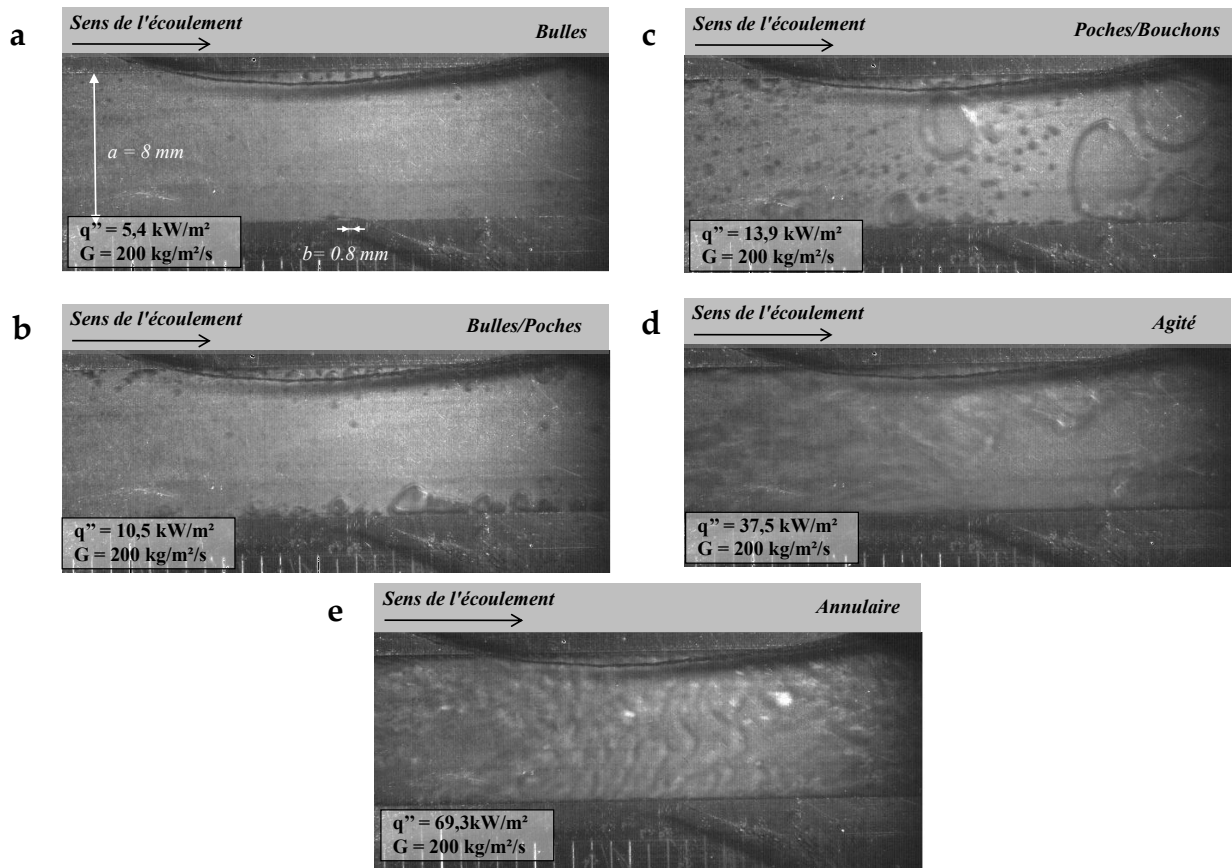 a
Sens de l'écoulement
Bulles
a = 8 mm
q’’ = 5,4 kW/m²
G = 200 kg/m²/s
b= 0.8 mm
b
Sens de l'écoulement
Bulles/Poches
q’’ = 10,5 kW/m²
G = 200 kg/m²/s
c
Sens de l'écoulement
Poches/Bouchons
q’’ = 13,9 kW/m²
G = 200 kg/m²/s
d
Sens de l'écoulement
Agité
q’’ = 37,5 kW/m²
G = 200 kg/m²/s
e
Sens de l'écoulement
Annulaire
q’’ = 69,3kW/m²
G = 200 kg/m²/s